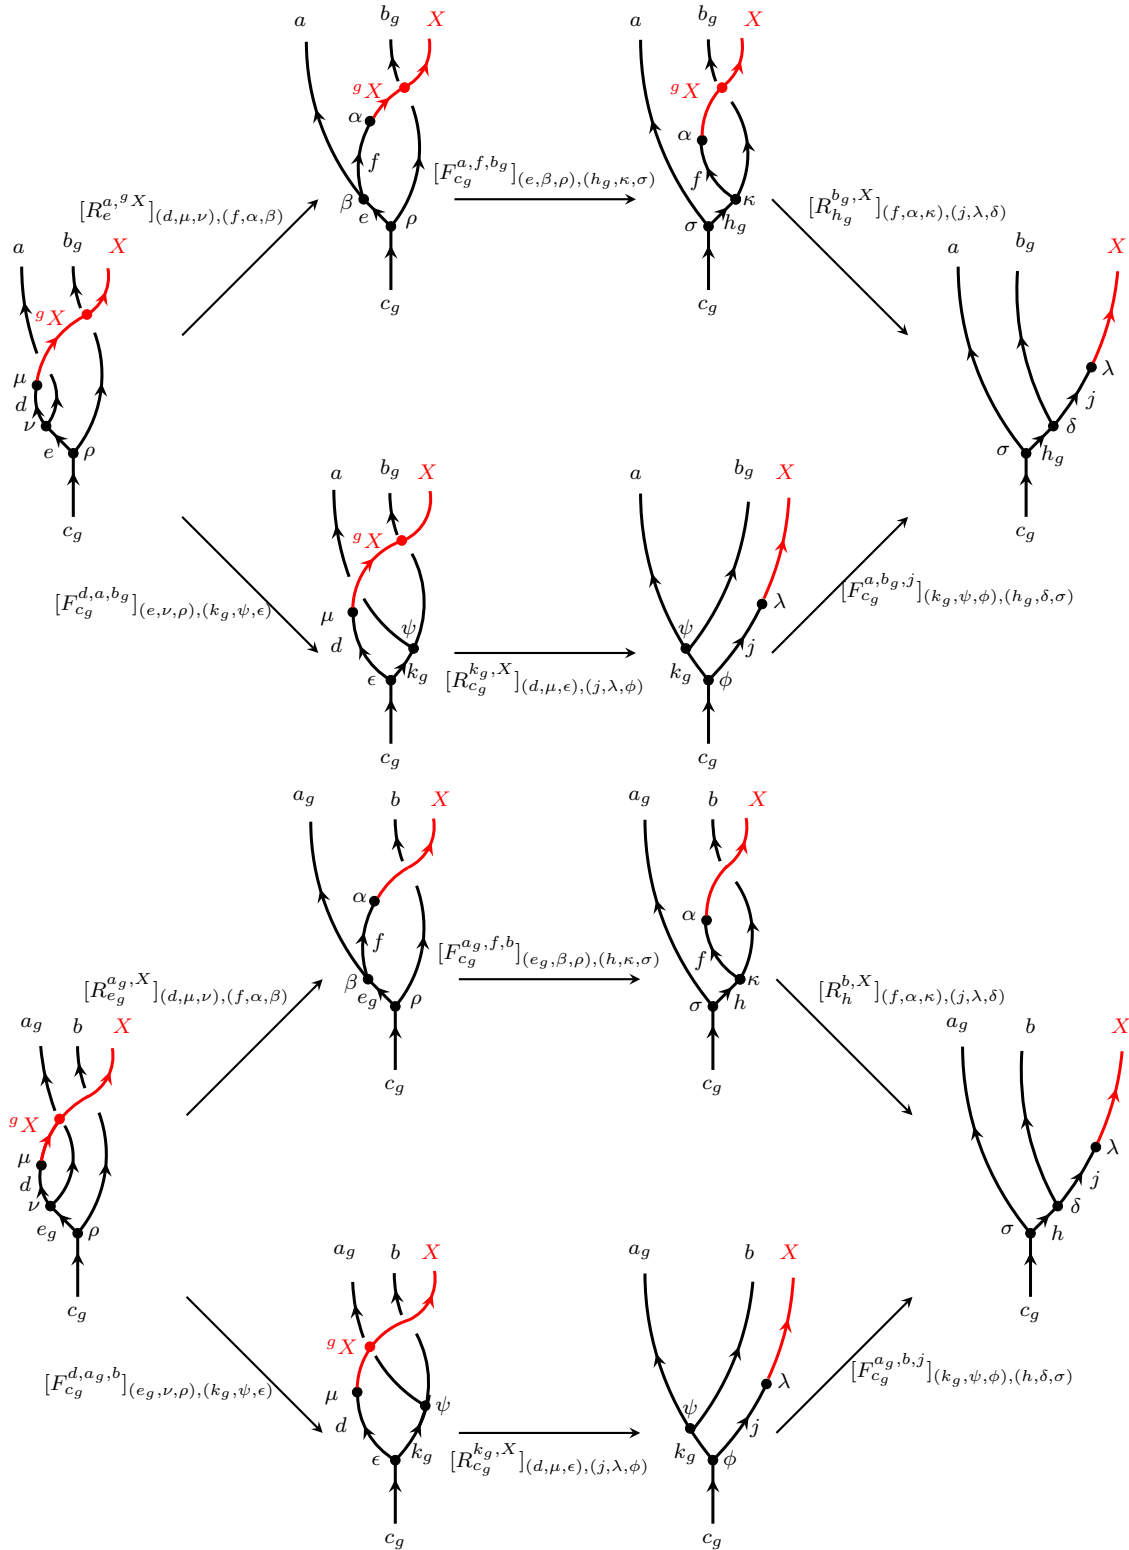 a b_g X a b_g X
^gX ^gX
α f β e ρ α f κ σ h_g
c_g c_g
[R_e^{a,^gX}]_{(d,μ,ν),(f,α,β)} [F_{c_g}^{a,f,b_g}]_{(e,β,ρ),(h_g,κ,σ)} [R_{h_g}^{b_g,X}]_{(f,α,κ),(j,λ,δ)}
a b_g X a b_g X
^gX
μ d ν e ρ λ j δ σ h_g
c_g c_g
a b_g X a b_g X
^gX
μ d ψ ϵ k_g λ ψ j k_g ϕ
c_g c_g
[F_{c_g}^{d,a,b_g}]_{(e,ν,ρ),(k_g,ψ,ϵ)} [R_{c_g}^{k_g,X}]_{(d,μ,ϵ),(j,λ,ϕ)} [F_{c_g}^{a,b_g,j}]_{(k_g,ψ,ϕ),(h_g,δ,σ)}
a_g b X a_g b X
α f β e_g ρ α f κ σ h
c_g c_g
[R_{e_g}^{a_g,X}]_{(d,μ,ν),(f,α,β)} [F_{c_g}^{a_g,f,b}]_{(e_g,β,ρ),(h,κ,σ)} [R_h^{b,X}]_{(f,α,κ),(j,λ,δ)}
a_g b X a_g b X
^gX
μ d ν e_g ρ λ j δ σ h
c_g c_g
a_g b X a_g b X
^gX
μ d ψ ϵ k_g λ ψ j k_g ϕ
c_g c_g
[F_{c_g}^{d,a_g,b}]_{(e_g,ν,ρ),(k_g,ψ,ϵ)} [R_{c_g}^{k_g,X}]_{(d,μ,ϵ),(j,λ,ϕ)} [F_{c_g}^{a_g,b,j}]_{(k_g,ψ,ϕ),(h,δ,σ)}